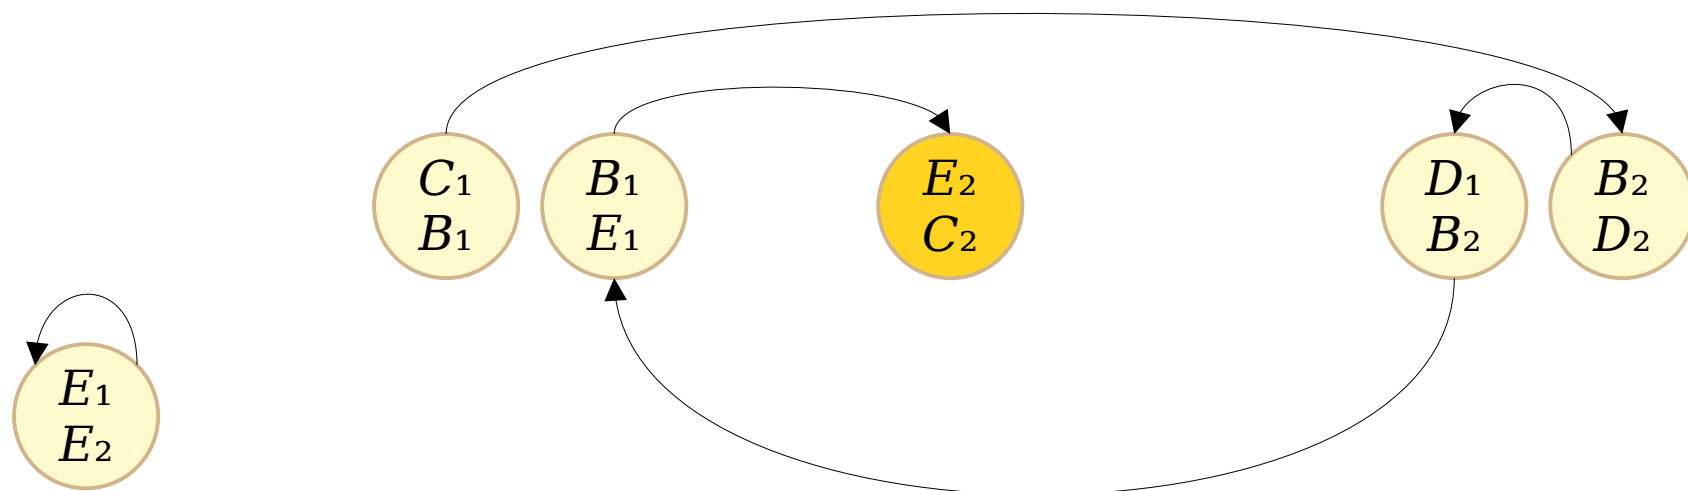 C₁
B₁
B₁
E₁
E₂
C₂
D₁
B₂
B₂
D₂
E₁
E₂